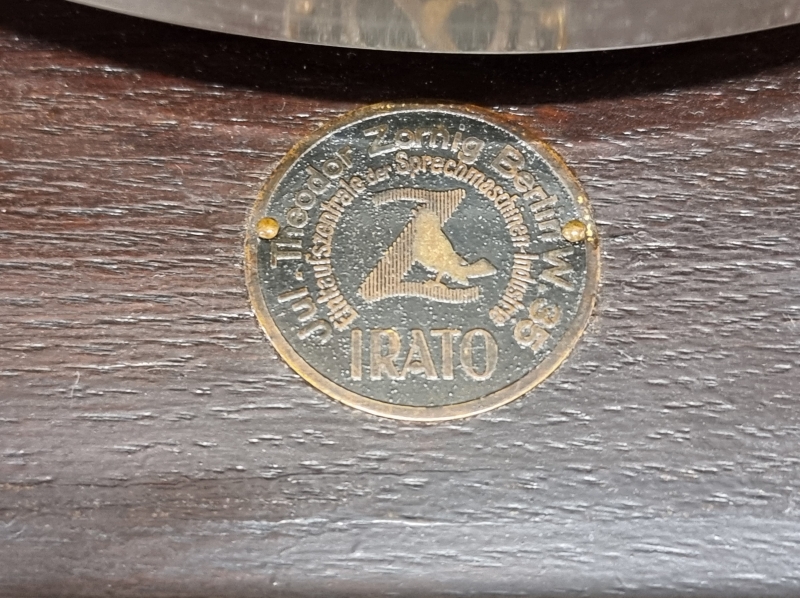 Jul. Theodor Zornig Berlin W. 35
Einkaufszentrale der Sprachmaschinen-Industrie
Z
IRATO